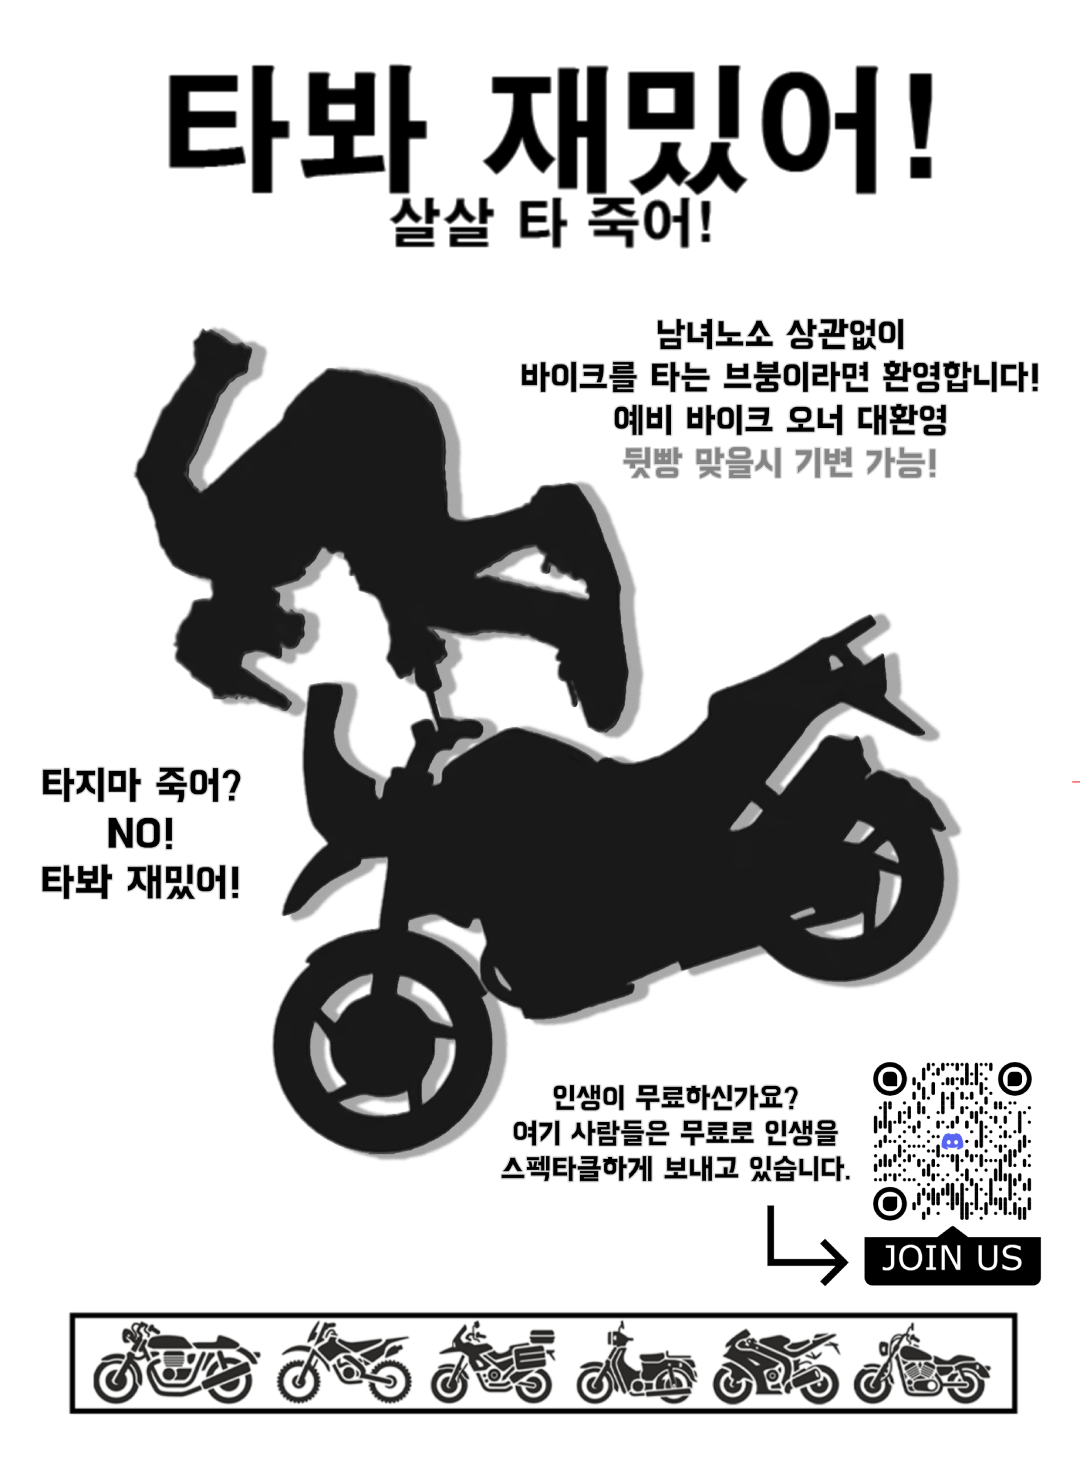 타봐 재밌어!
살살 타 죽어!
남녀노소 상관없이
바이크를 타는 브붕이라면 환영합니다!
예비 바이크 오너 대환영
뒷빵 맞을시 기변 가능!
타지마 죽어?
NO!
타봐 재밌어!
인생이 무료하신가요?
여기 사람들은 무료로 인생을
스펙타클하게 보내고 있습니다.
JOIN US